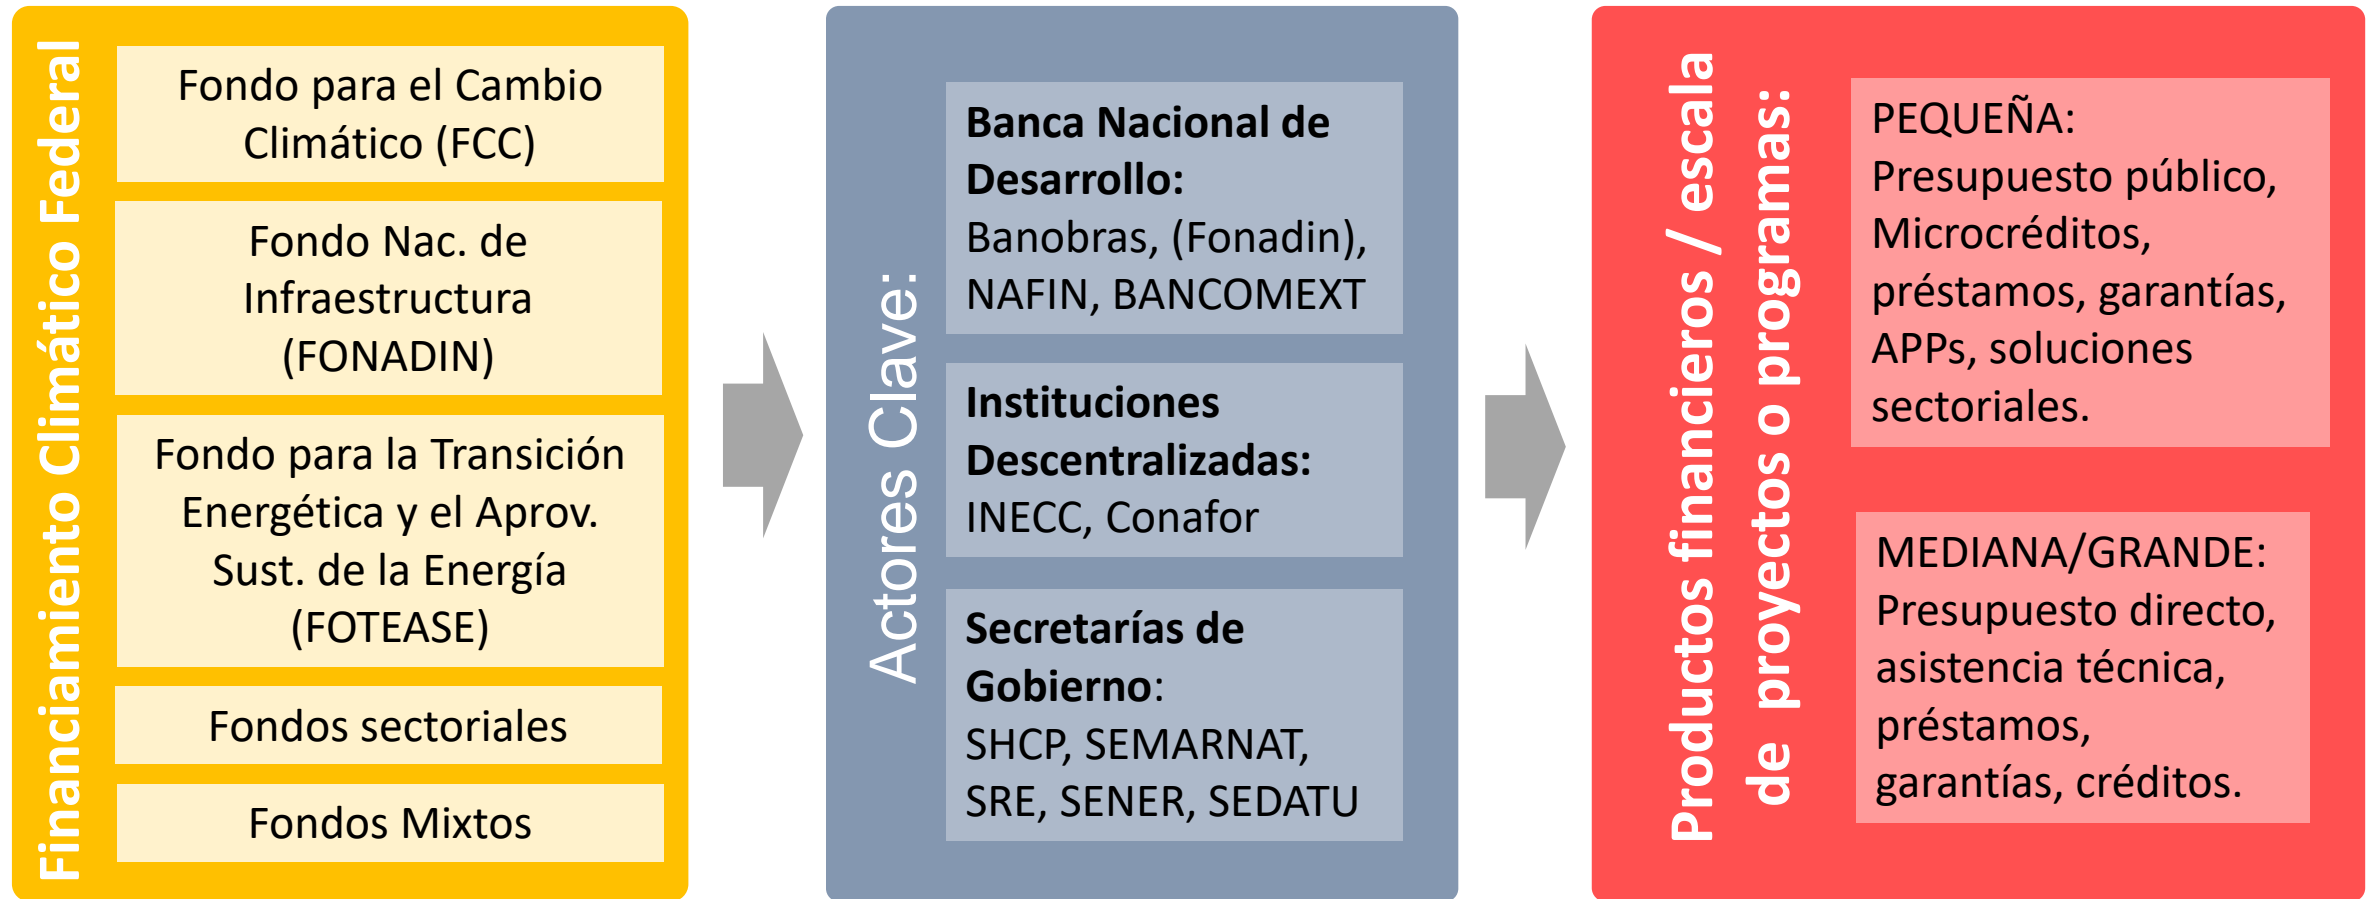 Financiamiento Climático Federal
Fondo para el Cambio
Climático (FCC)
Fondo Nac. de
Infraestructura
(FONADIN)
Fondo para la Transición
Energética y el Aprov.
Sust. de la Energía
(FOTEASE)
Fondos sectoriales
Fondos Mixtos
Actores Clave:
Banca Nacional de
Desarrollo:
Banobras, (Fonadin),
NAFIN, BANCOMEXT
Instituciones
Descentralizadas:
INECC, Conafor
Secretarías de
Gobierno:
SHCP, SEMARNAT,
SRE, SENER, SEDATU
Productos financieros / escala
de proyectos o programas:
PEQUEÑA:
Presupuesto público,
Microcréditos,
préstamos, garantías,
APPs, soluciones
sectoriales.
MEDIANA/GRANDE:
Presupuesto directo,
asistencia técnica,
préstamos,
garantías, créditos.